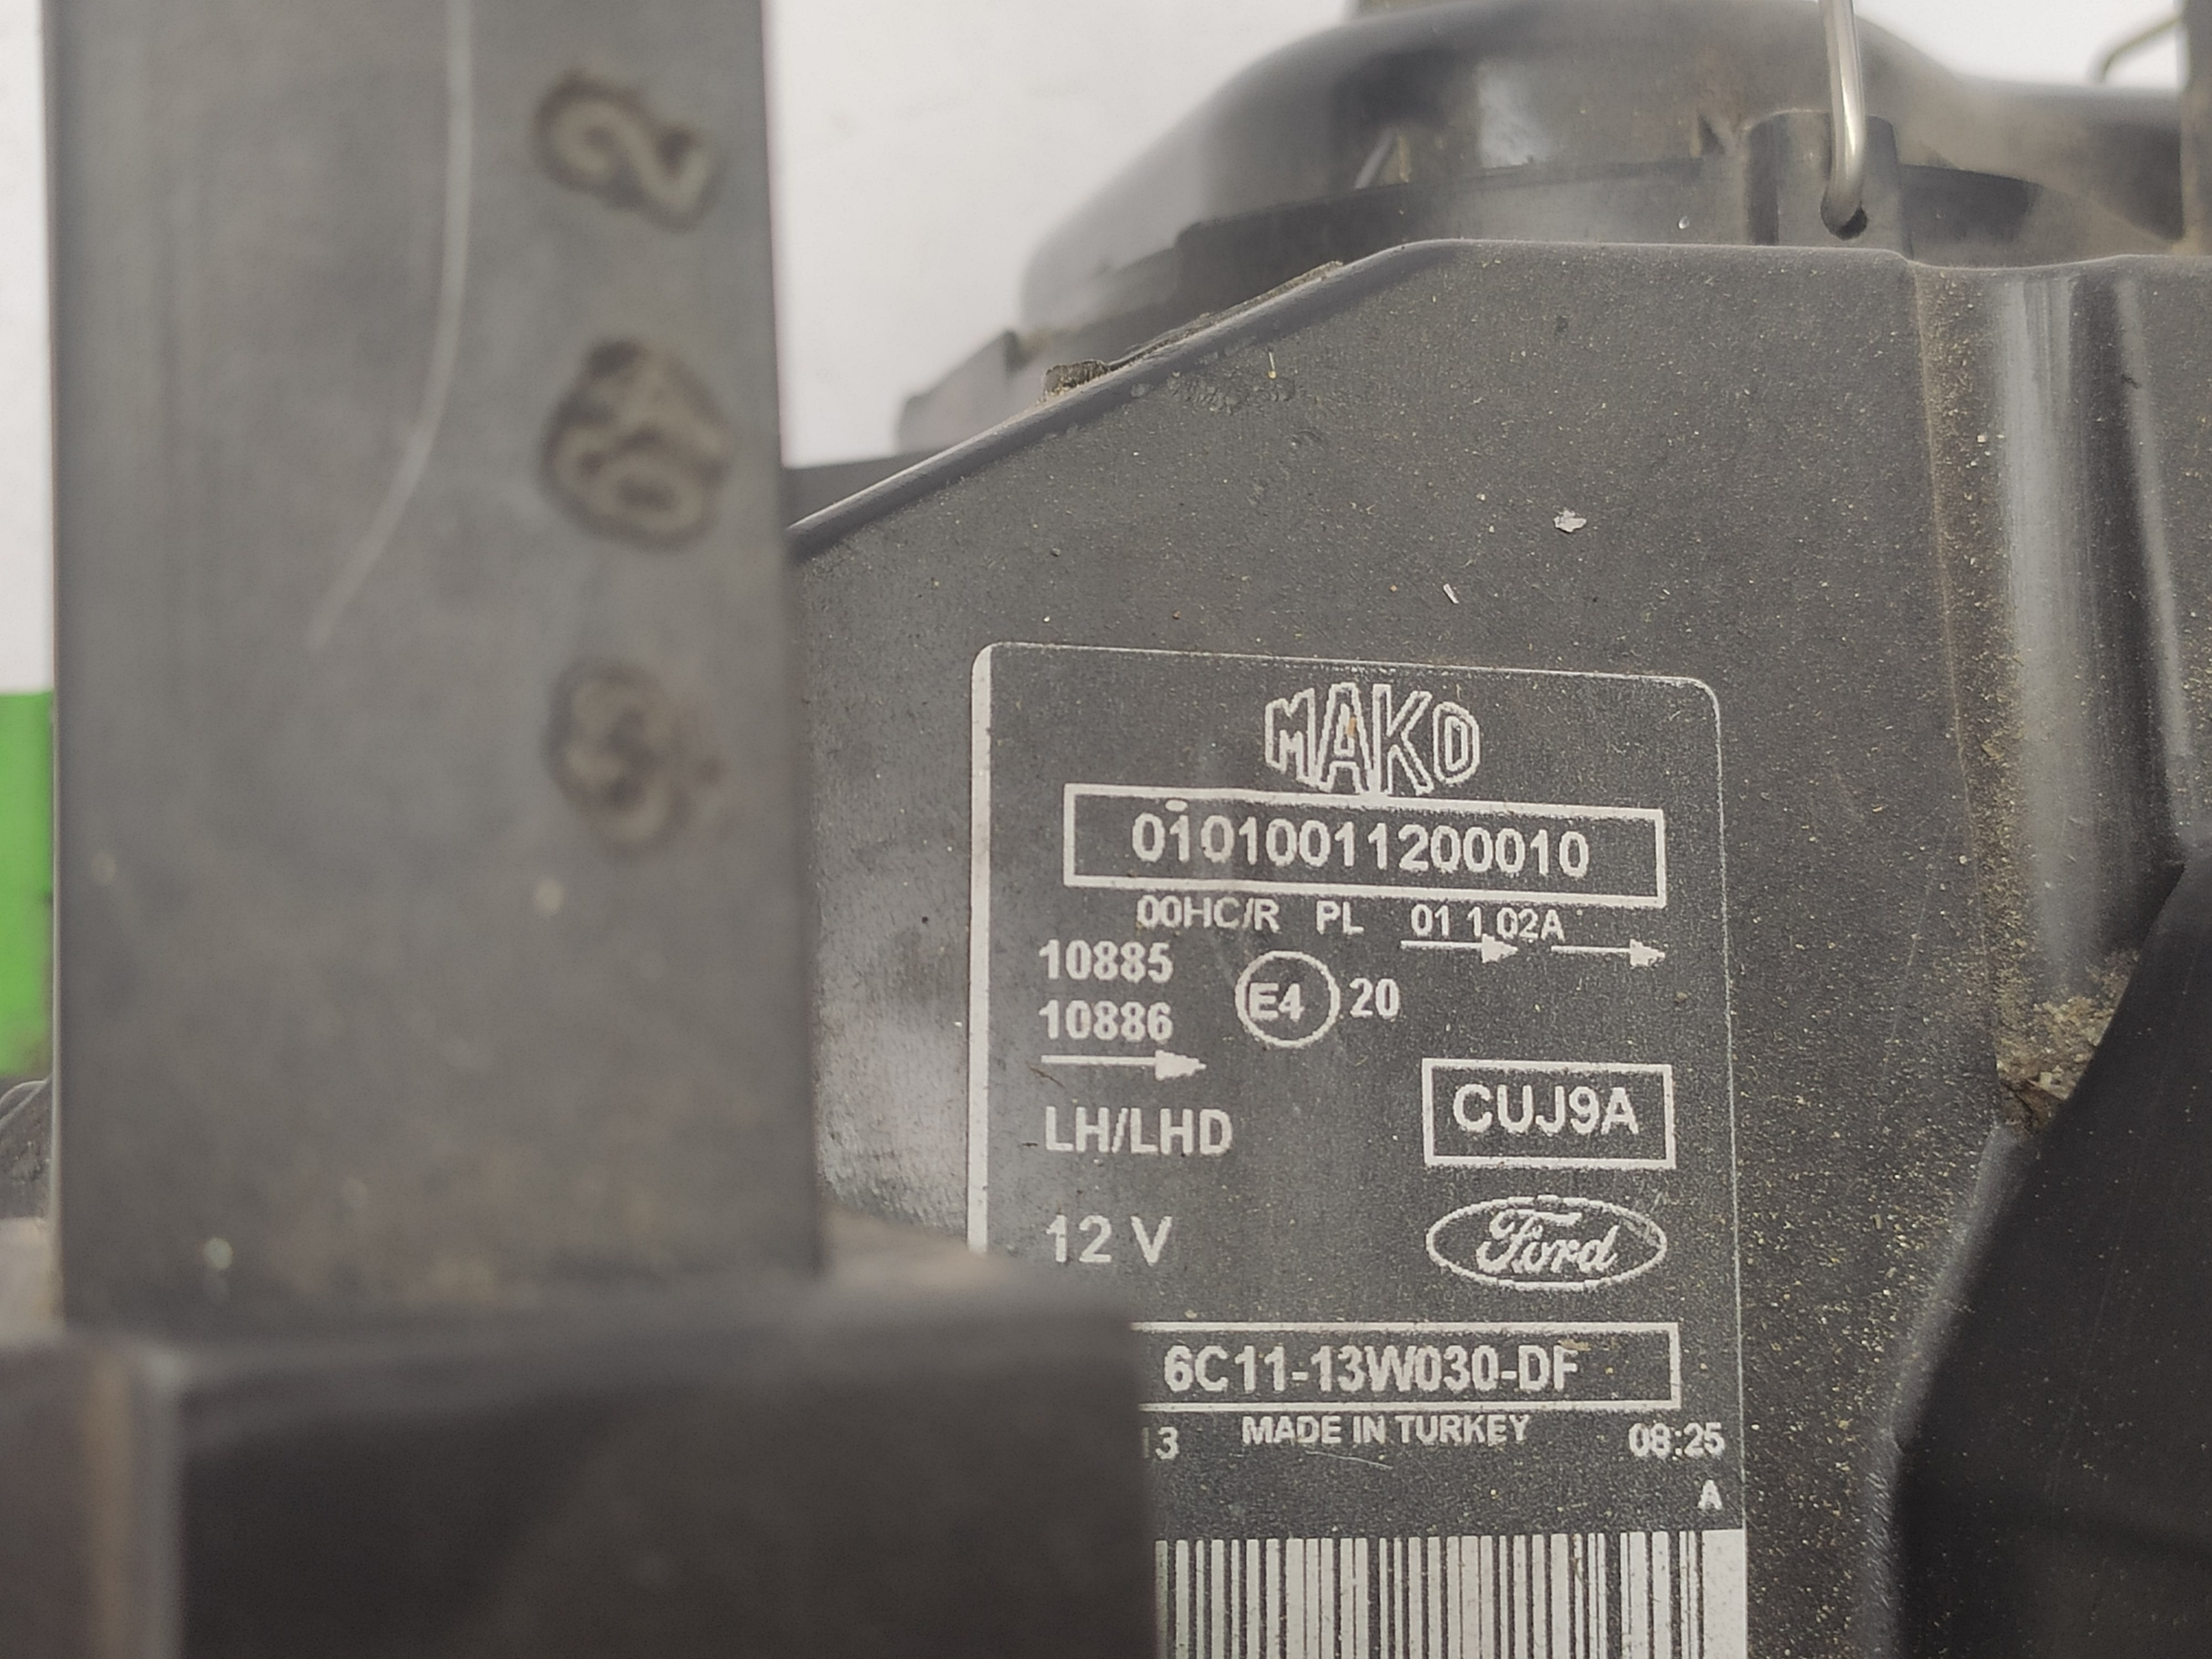 MAKO
01010011200010
00HC/R PL 01 1,02A
10885
10886
E4 20
LH/LHD
CUJ9A
12 V
Ford
6C11-13W030-DF
13 MADE IN TURKEY 08:25
A